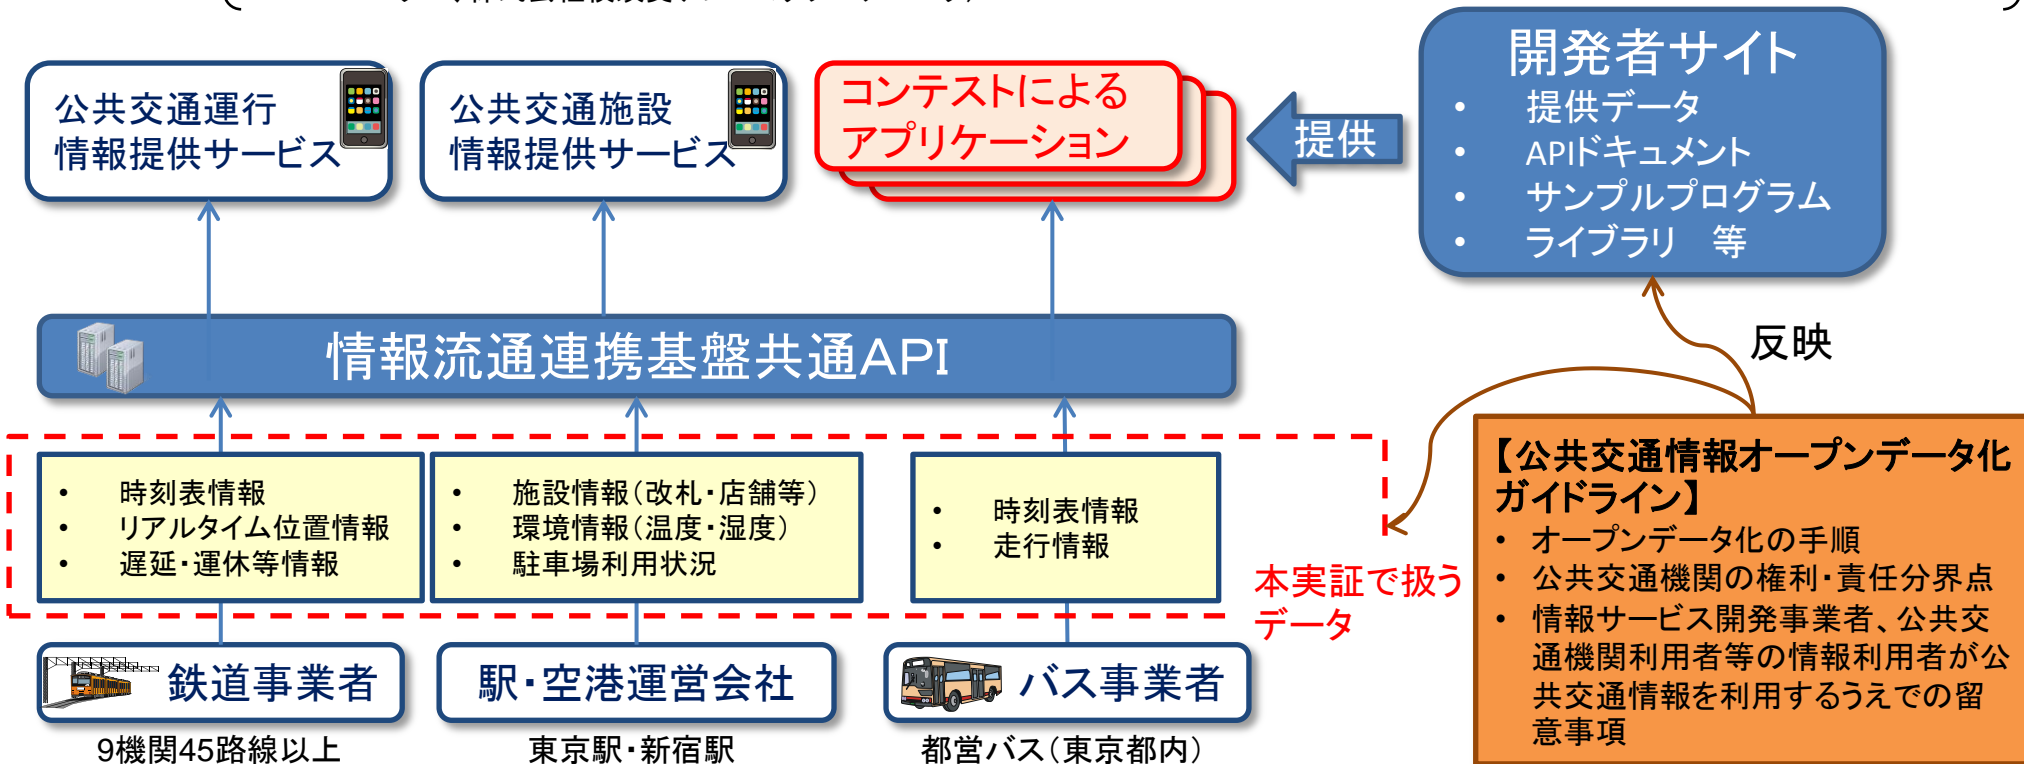 公共交通運行
情報提供サービス
公共交通施設
情報提供サービス
コンテストによる
アプリケーション
提供
開発者サイト
• 提供データ
• APIドキュメント
• サンプルプログラム
• ライブラリ 等
情報流通連携基盤共通API
反映
• 時刻表情報
• リアルタイム位置情報
• 遅延・運休等情報
• 施設情報(改札・店舗等)
• 環境情報(温度・湿度)
• 駐車場利用状況
• 時刻表情報
• 走行情報
本実証で扱う
データ
【公共交通情報オープンデータ化
ガイドライン】
• オープンデータ化の手順
• 公共交通機関の権利・責任分界点
• 情報サービス開発事業者、公共交
通機関利用者等の情報利用者が公
共交通情報を利用するうえでの留
意事項
鉄道事業者
駅・空港運営会社
バス事業者
9機関45路線以上
東京駅・新宿駅
都営バス(東京都内)